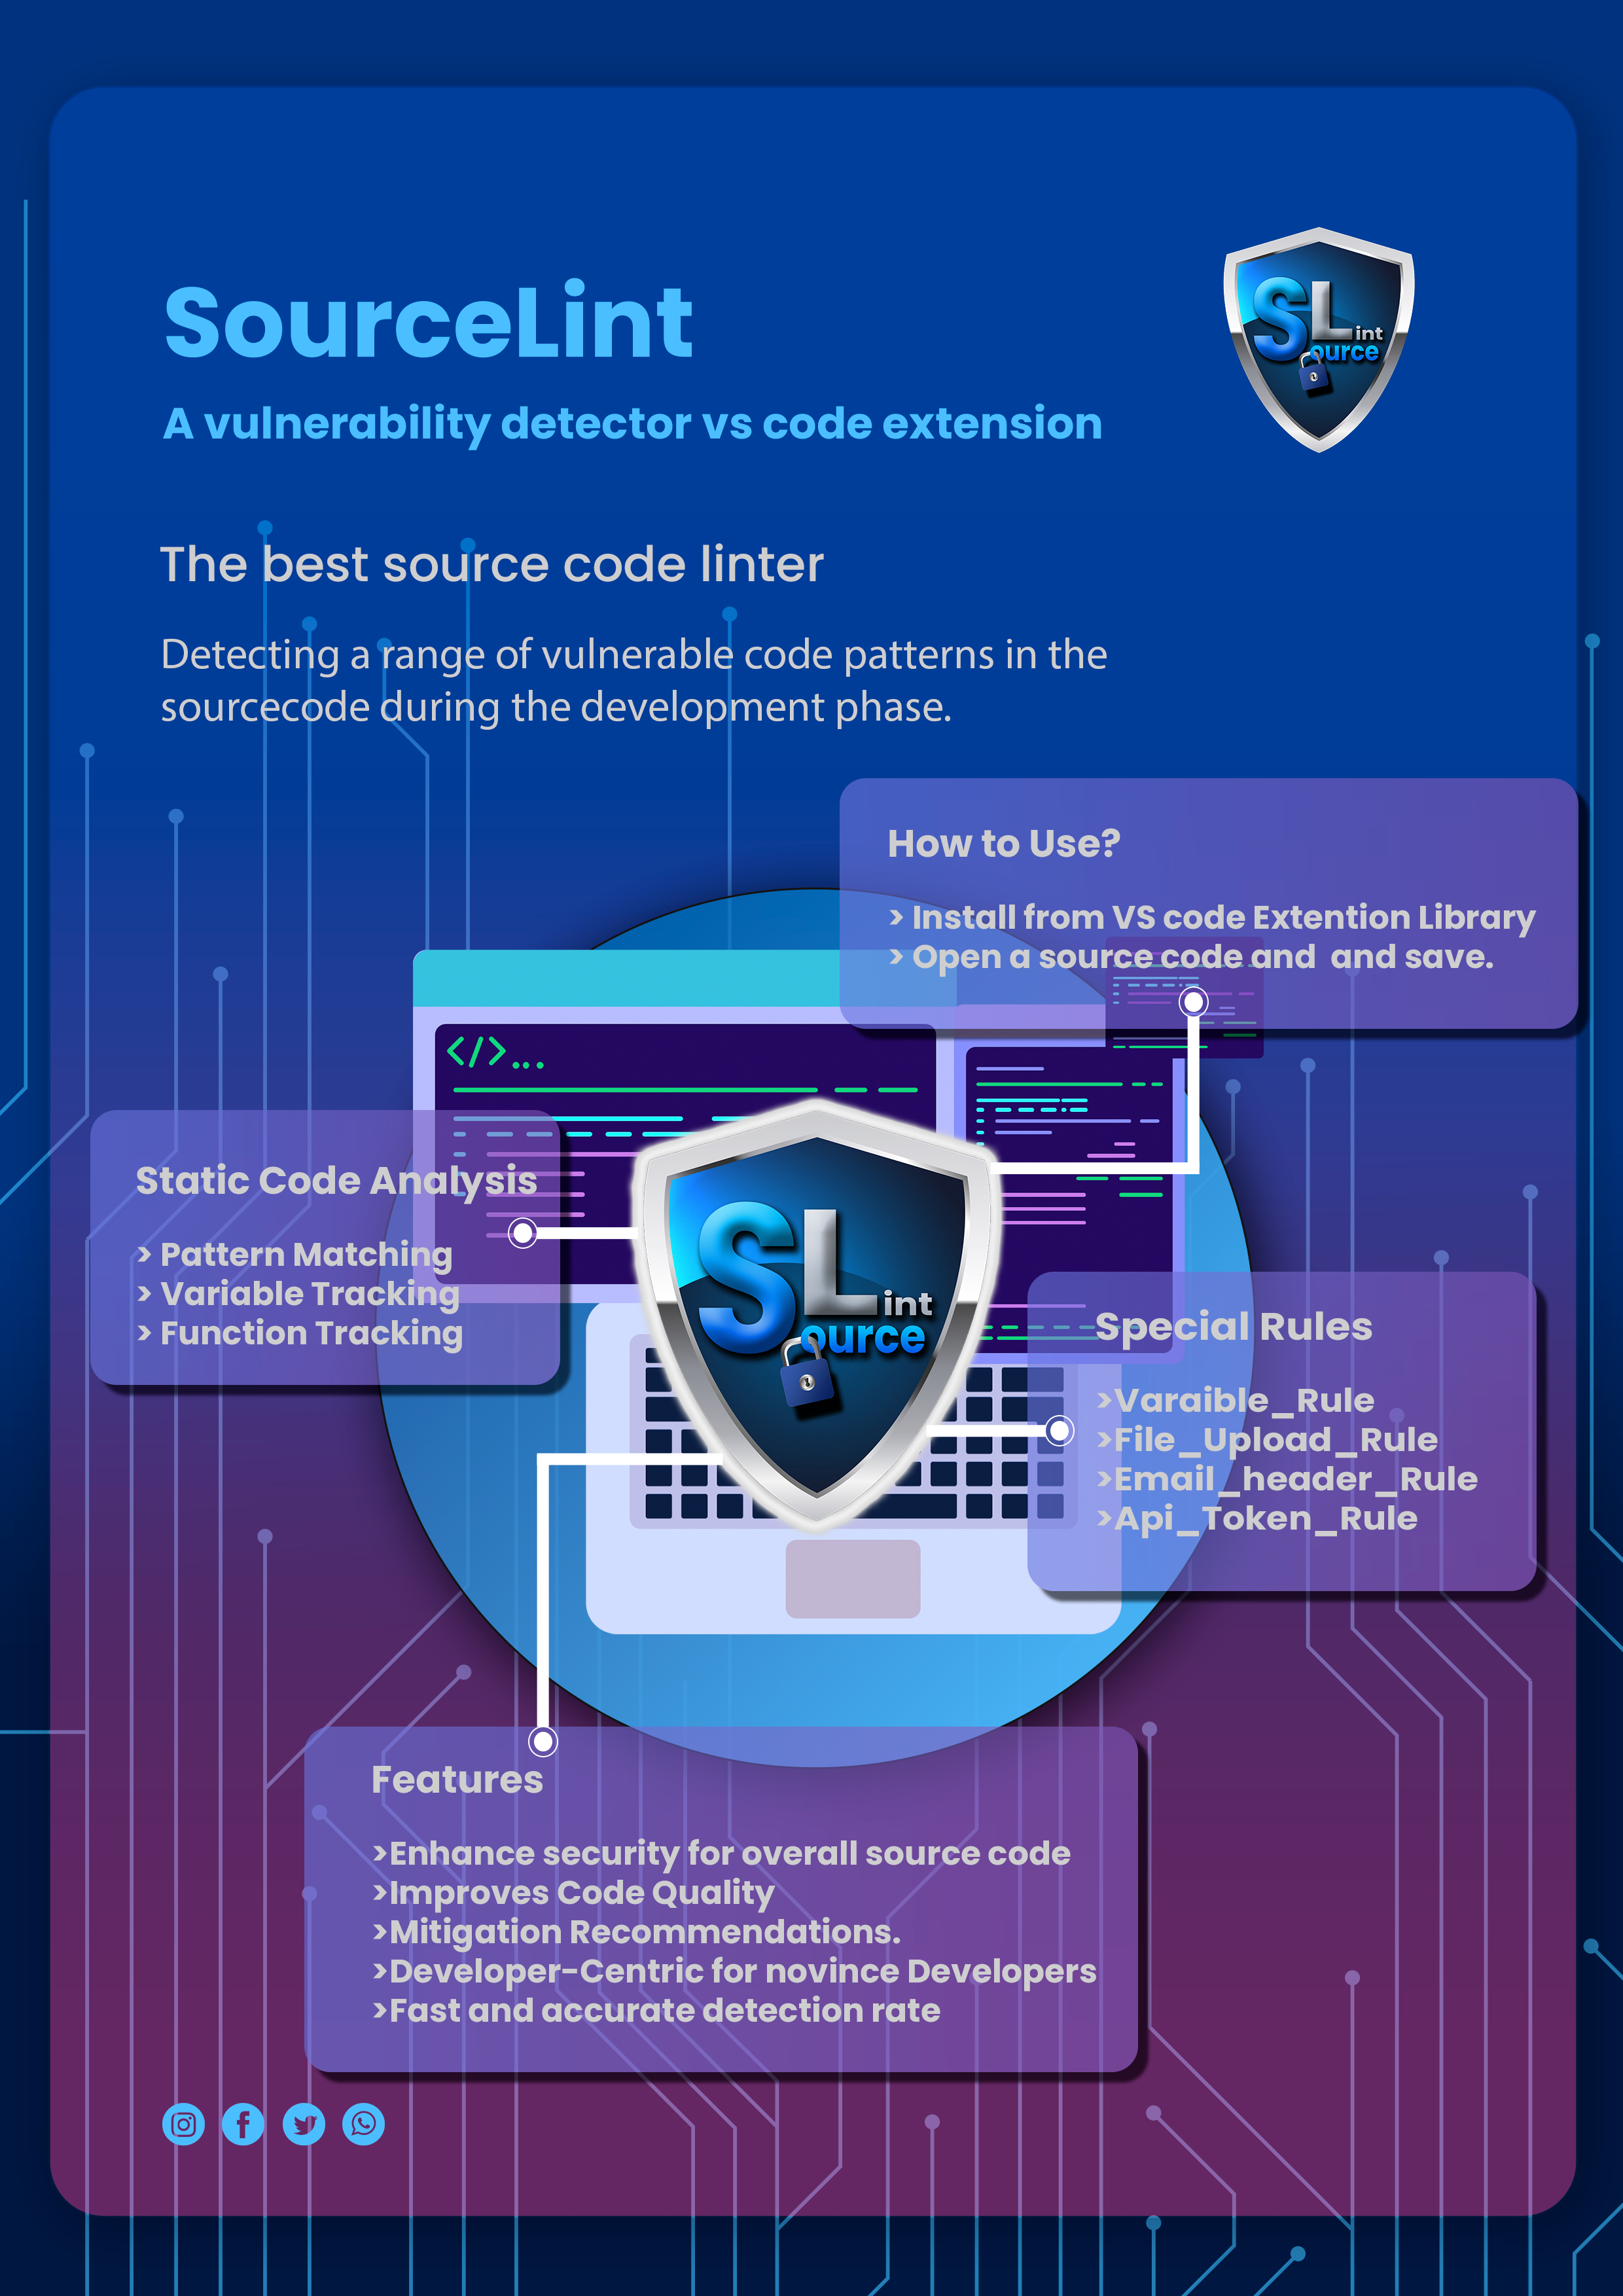 SourceLint
A vulnerability detector vs code extension
SL int
ource
The best source code linter
Detecting a range of vulnerable code patterns in the
sourcecode during the development phase.
How to Use?
> Install from VS code Extention Library
> Open a source code and  and save.
</>...
Static Code Analysis
> Pattern Matching
> Variable Tracking
> Function Tracking
SL int
ource
Special Rules
>Varaible_Rule
>File_Upload_Rule
>Email_header_Rule
>Api_Token_Rule
Features
>Enhance security for overall source code
>Improves Code Quality
>Mitigation Recommendations.
>Developer-Centric for novince Developers
>Fast and accurate detection rate